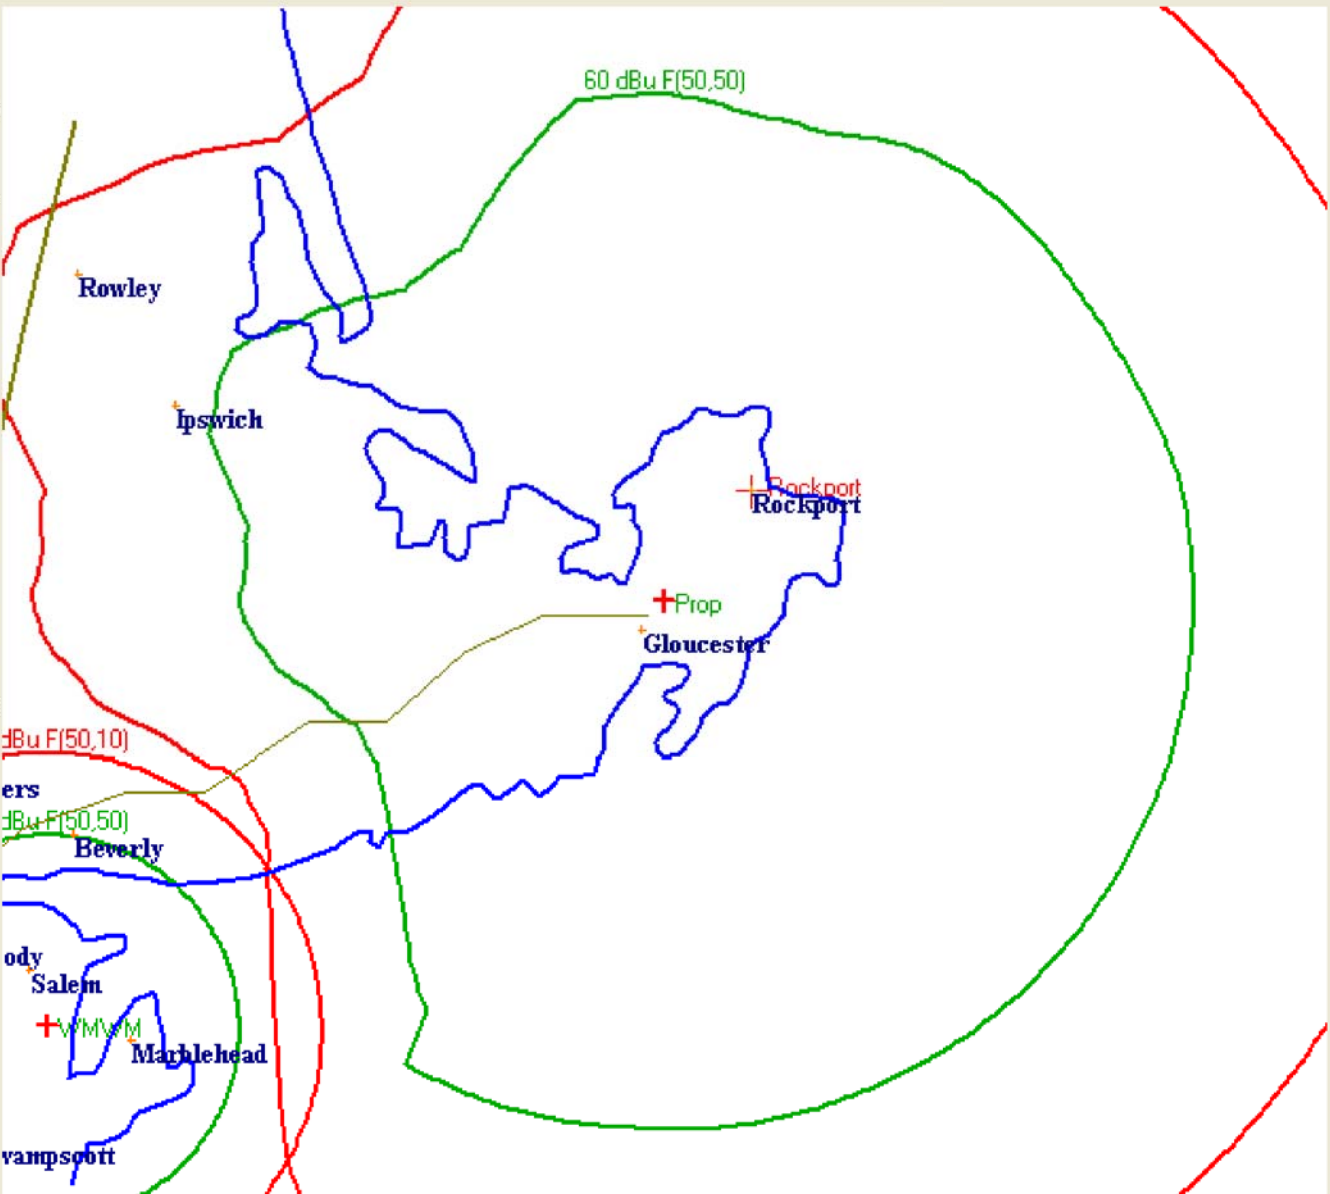 60 dBu F(50,50)
Rowley
Ipswich
Rockport
Rockport
Prop
Gloucester
dBu F(50,10)
ers
dBu F(50,50)
Beverly
ody
Salem
WMWM
Marblehead
vampscott